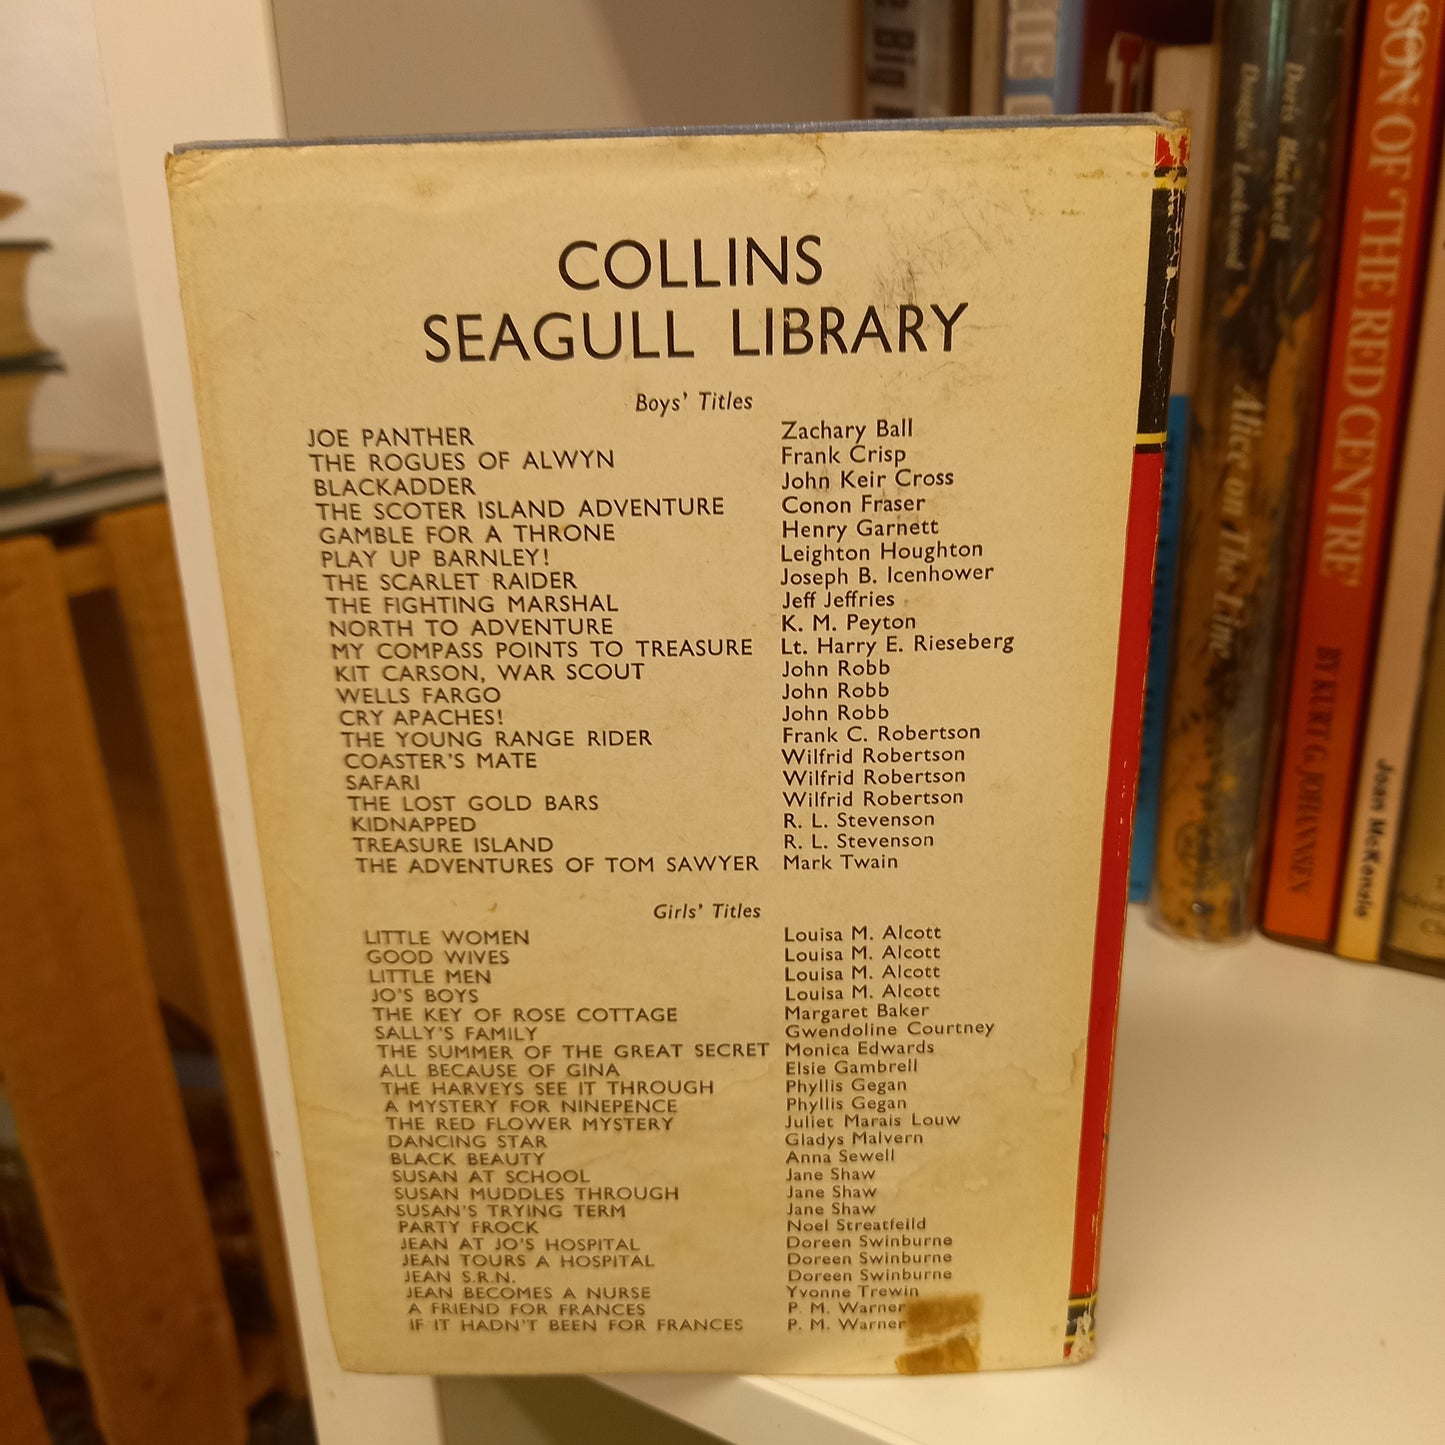 COLLINS
SEAGULL LIBRARY
Boys' Titles
JOE PANTHER Zachary Ball
THE ROGUES OF ALWYN Frank Crisp
BLACKADDER John Keir Cross
THE SCOTER ISLAND ADVENTURE Conon Fraser
GAMBLE FOR A THRONE Henry Garnett
PLAY UP BARNLEY! Leighton Houghton
THE SCARLET RAIDER Joseph B. Icenhower
THE FIGHTING MARSHAL Jeff Jeffries
NORTH TO ADVENTURE K. M. Peyton
MY COMPASS POINTS TO TREASURE Lt. Harry E. Rieseberg
KIT CARSON, WAR SCOUT John Robb
WELLS FARGO John Robb
CRY APACHES! John Robb
THE YOUNG RANGE RIDER Frank C. Robertson
COASTER'S MATE Wilfrid Robertson
SAFARI Wilfrid Robertson
THE LOST GOLD BARS Wilfrid Robertson
KIDNAPPED R. L. Stevenson
TREASURE ISLAND R. L. Stevenson
THE ADVENTURES OF TOM SAWYER Mark Twain
Girls' Titles
LITTLE WOMEN Louisa M. Alcott
GOOD WIVES Louisa M. Alcott
LITTLE MEN Louisa M. Alcott
JO'S BOYS Louisa M. Alcott
THE KEY OF ROSE COTTAGE Margaret Baker
SALLY'S FAMILY Gwendoline Courtney
THE SUMMER OF THE GREAT SECRET Monica Edwards
ALL BECAUSE OF GINA Elsie Gambrell
THE HARVEYS SEE IT THROUGH Phyllis Gegan
A MYSTERY FOR NINEPENCE Phyllis Gegan
THE RED FLOWER MYSTERY Juliet Marais Louw
DANCING STAR Gladys Malvern
BLACK BEAUTY Anna Sewell
SUSAN AT SCHOOL Jane Shaw
SUSAN MUDDLES THROUGH Jane Shaw
SUSAN'S TRYING TERM Jane Shaw
PARTY FROCK Noel Streatfeild
JEAN AT JO'S HOSPITAL Doreen Swinburne
JEAN TOURS A HOSPITAL Doreen Swinburne
JEAN S.R.N. Doreen Swinburne
JEAN BECOMES A NURSE Yvonne Trewin
A FRIEND FOR FRANCES P. M. Warner
IF IT HADN'T BEEN FOR FRANCES P. M. Warner
Big
Doris Blackwell
Douglas Lockwood
Alice on The Line
SON OF 'THE RED CENTRE'
BY KURT G. JOHANNSEN
Joan McKenzie